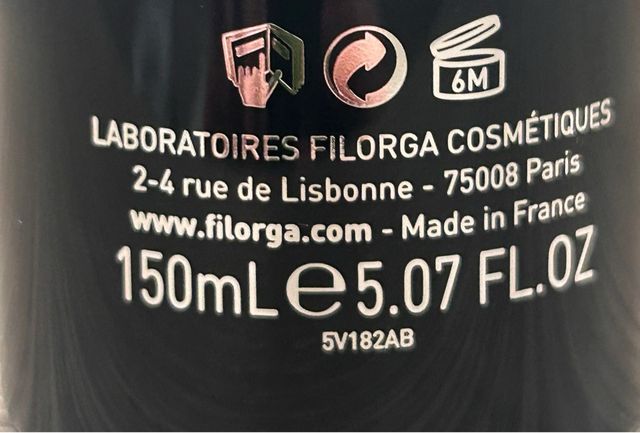 6M
LABORATOIRES FILORGA COSMÉTIQUES
2-4 rue de Lisbonne - 75008 Paris
www.filorga.com - Made in France
150mL e 5.07 FL.OZ
5V182AB